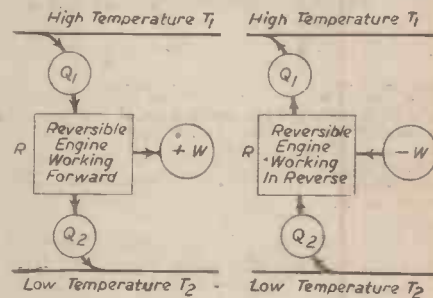 High Temperature T₁
Q₁
R
Reversible
Engine
Working
Forward
+ W
Q₂
Low Temperature T₂
High Temperature T₁
Q₁
R
Reversible
Engine
Working
In Reverse
− W
Q₂
Low Temperature T₂